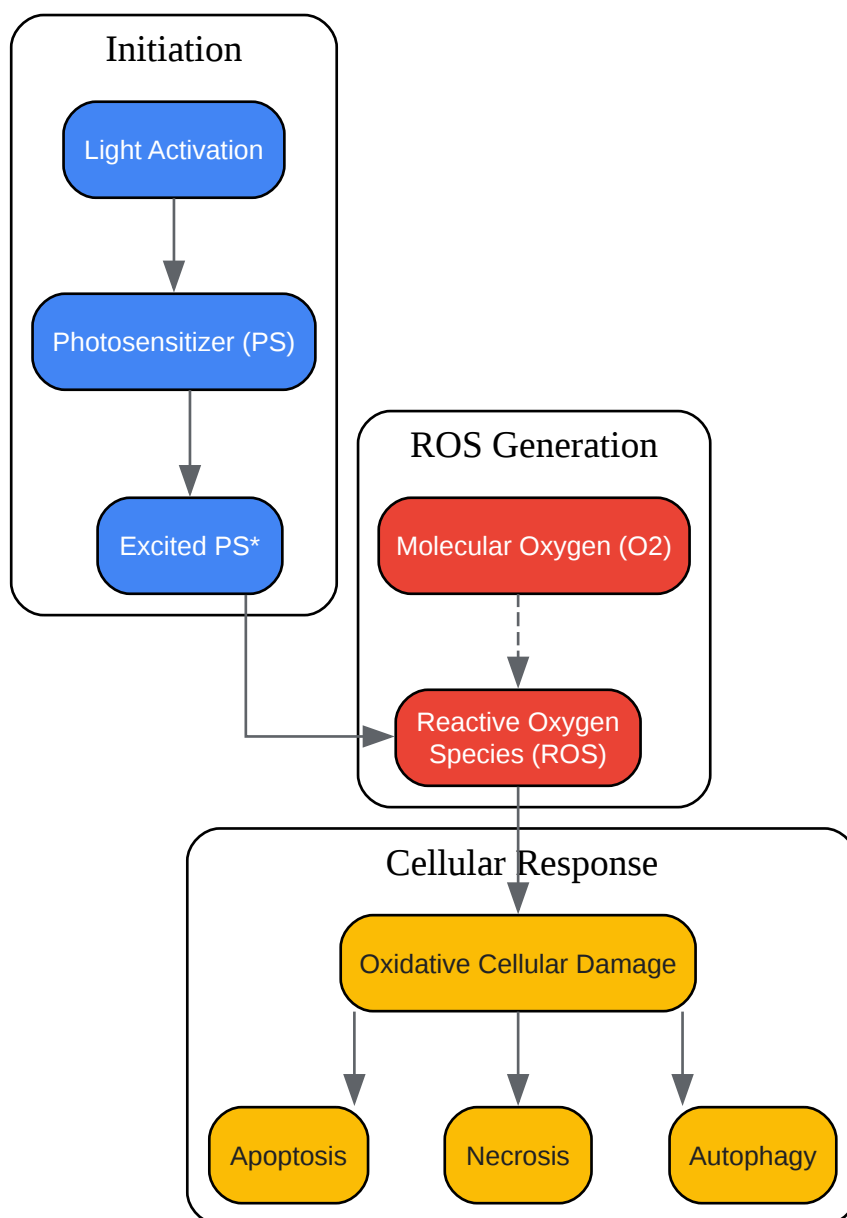 Initiation
Light Activation
Photosensitizer (PS)
Excited PS*
ROS Generation
Molecular Oxygen (O2)
Reactive Oxygen
Species (ROS)
Cellular Response
Oxidative Cellular Damage
Apoptosis
Necrosis
Autophagy